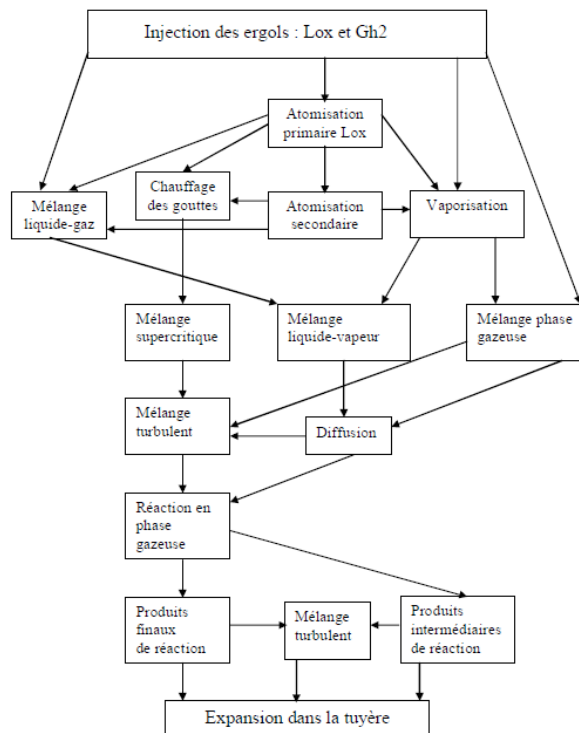 Injection des ergols : Lox et Gh2
Atomisation
primaire Lox
Mélange
liquide-gaz
Chauffage
des gouttes
Atomisation
secondaire
Vaporisation
Mélange
supercritique
Mélange
liquide-vapeur
Mélange phase
gazeuse
Mélange
turbulent
Diffusion
Réaction en
phase
gazeuse
Produits
finaux
de réaction
Mélange
turbulent
Produits
intermédiaires
de réaction
Expansion dans la tuyère